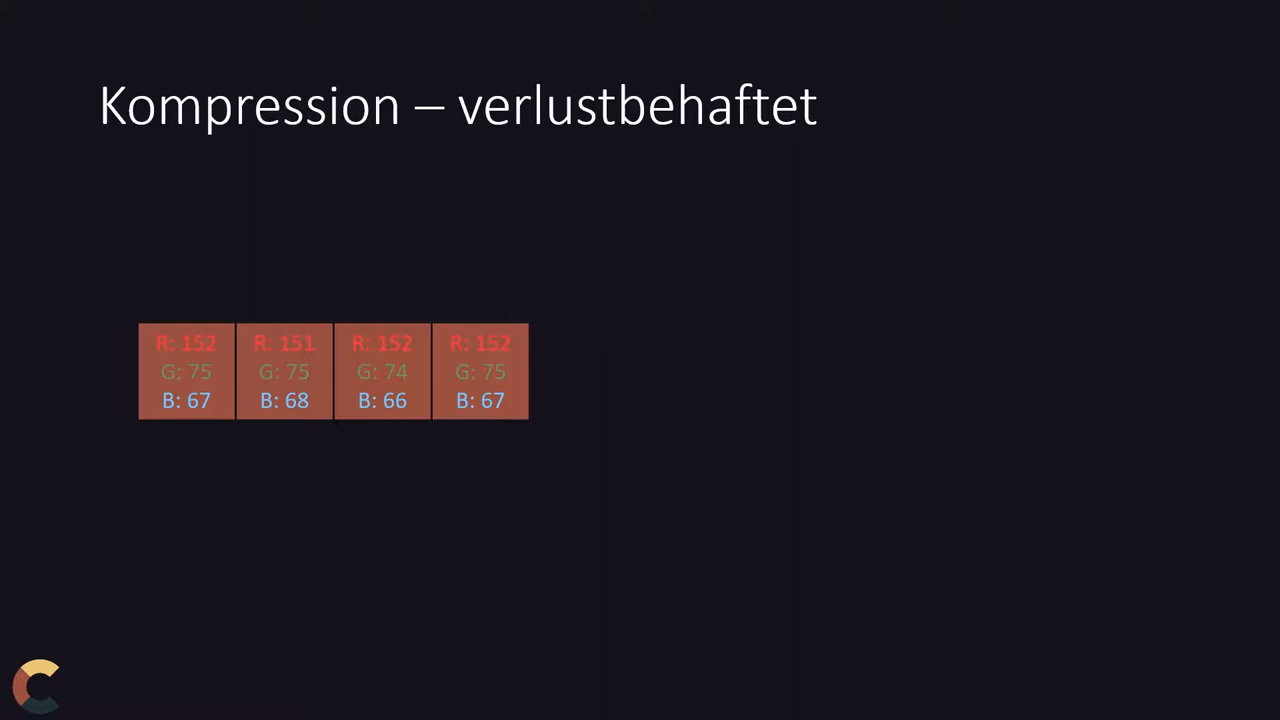 Kompression – verlustbehaftet
R: 152 R: 151 R: 152 R: 152
G: 75 G: 75 G: 74 G: 75
B: 67 B: 68 B: 66 B: 67